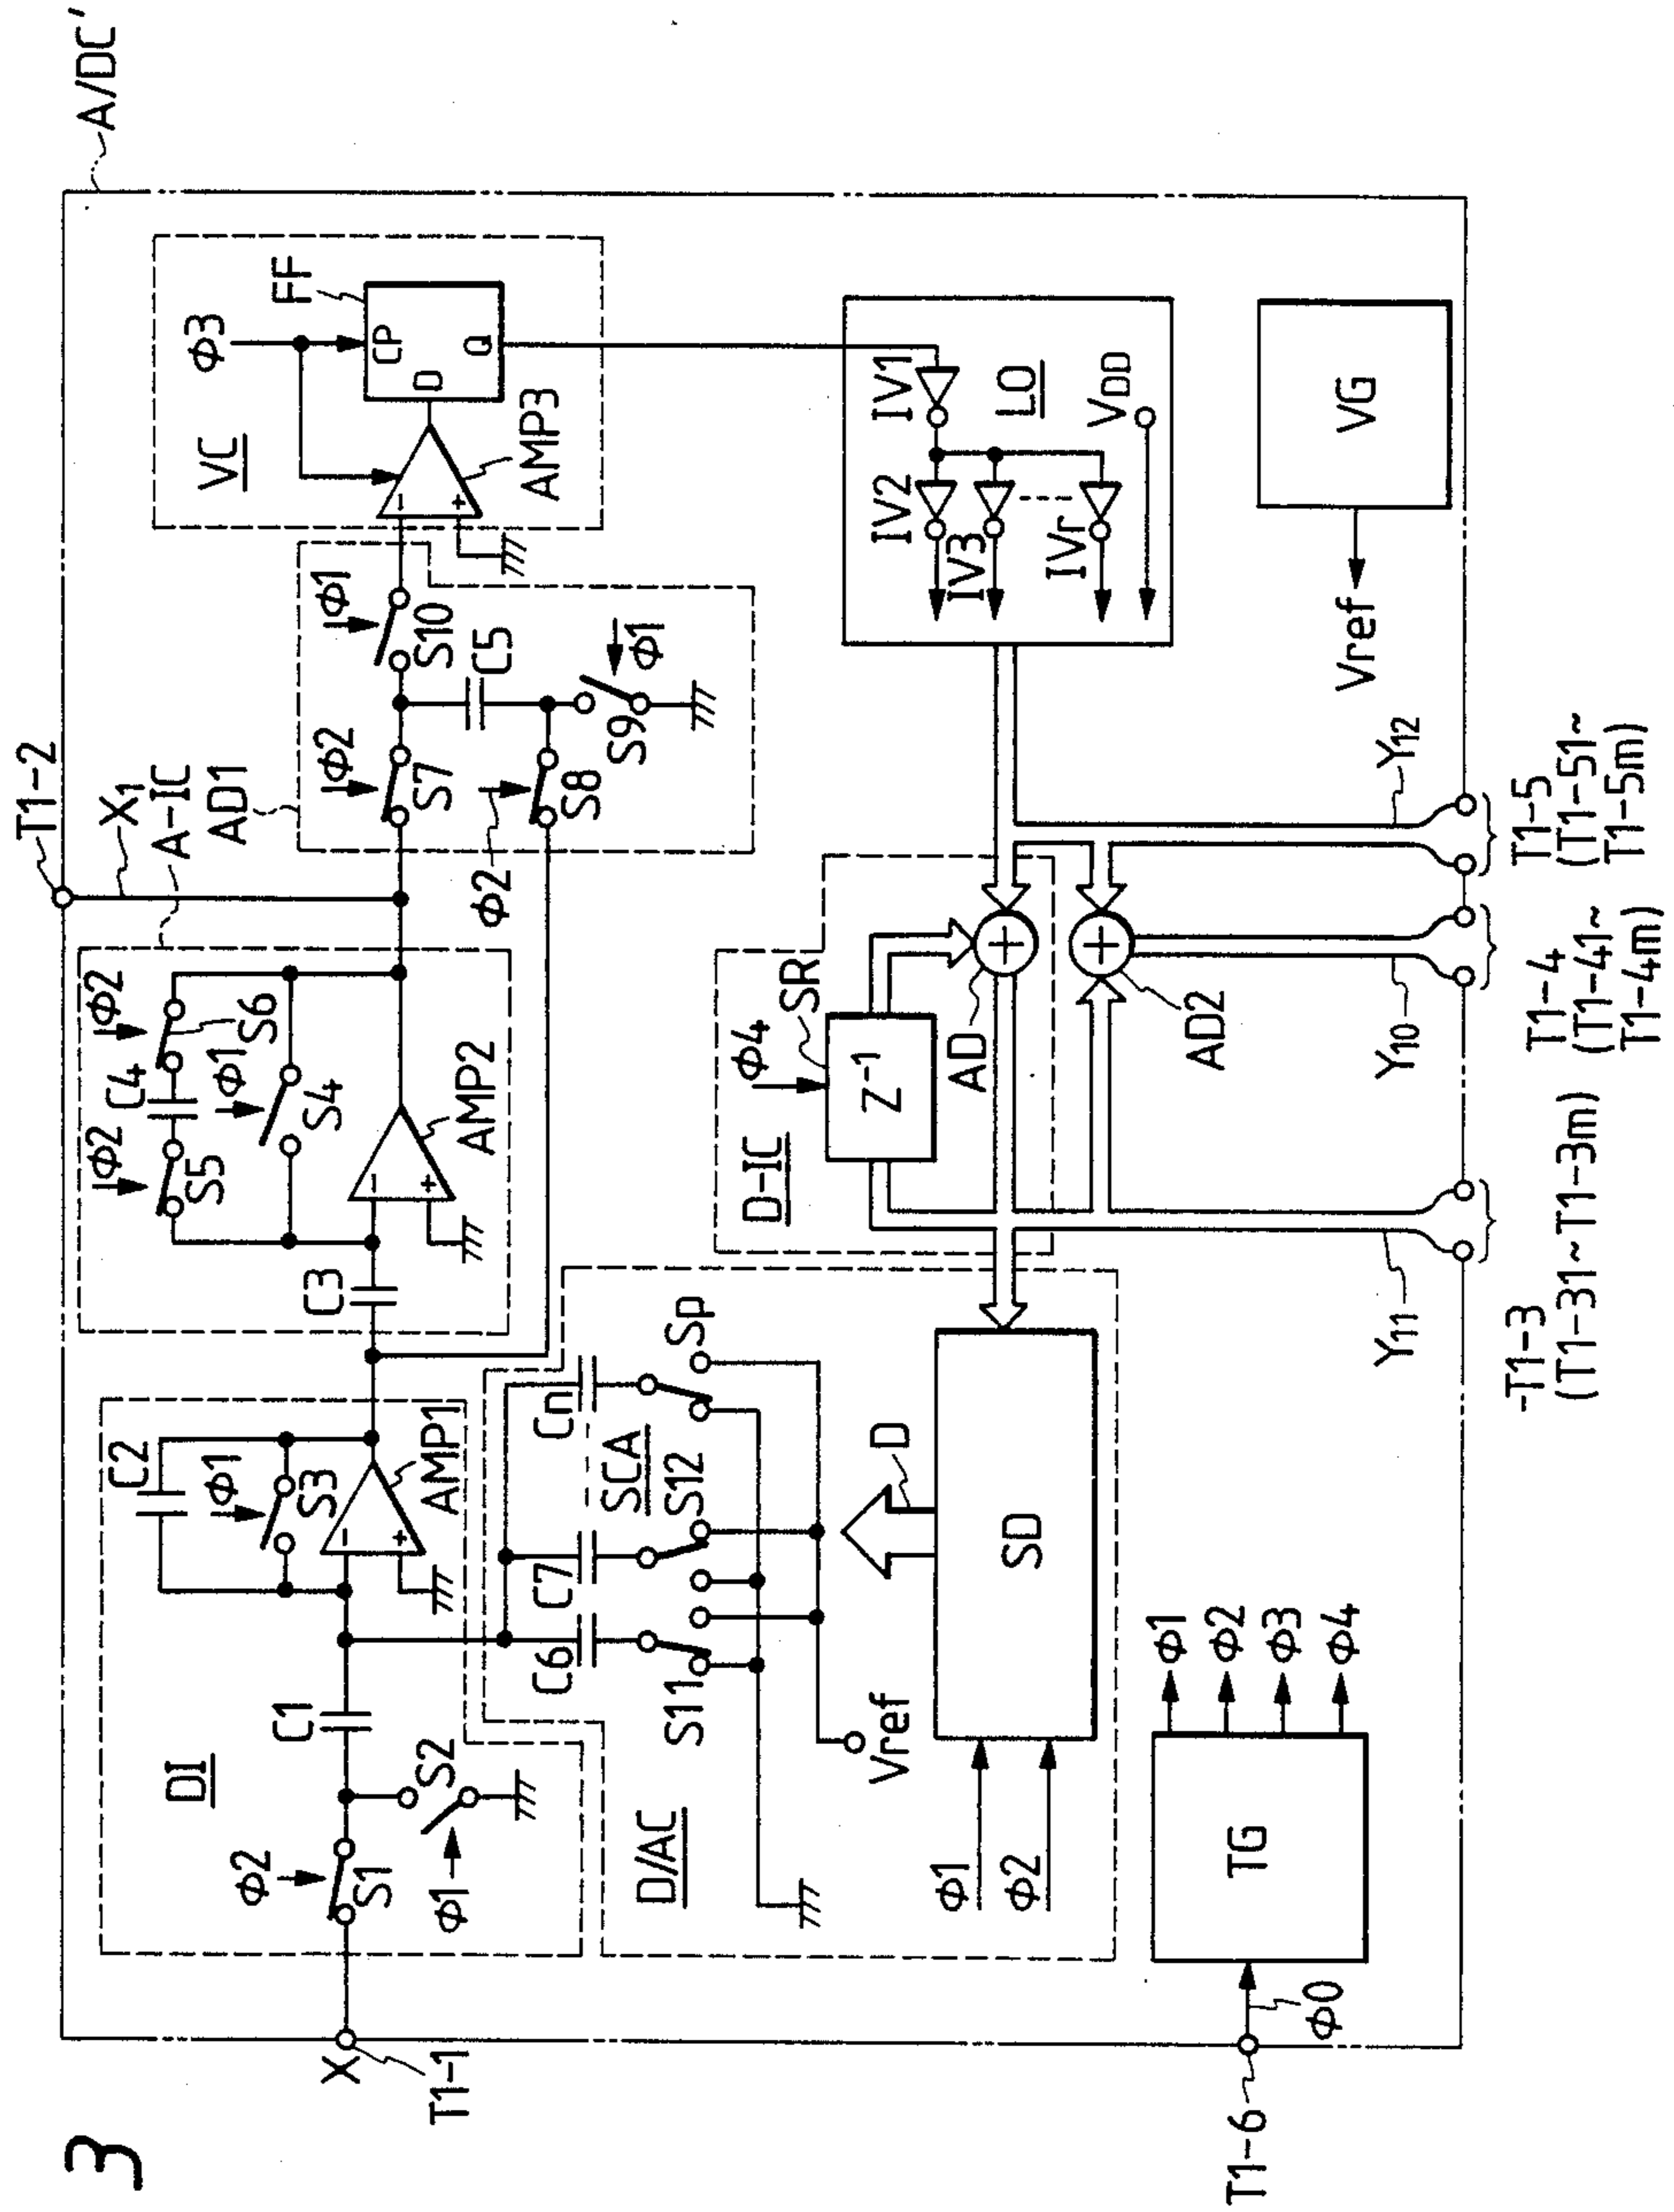 3
A/DC'
T1-2
X1
A-IC
AD1
VC
Φ3
FF
CP
D
Q
AMP3
Φ2
S5
C4
Φ2
S6
Φ1
S4
C3
AMP2
Φ2
S7
Φ1
S10
C5
Φ2
S8
S9
Φ1
DI
C2
Φ1
S3
AMP1
X
T1-1
Φ2
S1
Φ1
S2
C1
D/AC
C6
C7
Cn
SCA
S11
S12
Sp
Vref
D
SD
Φ1
Φ2
D-IC
Φ4
SR
Z-1
AD
AD2
IV1
IV2
IV3
IVr
LO
VDD
VG
Vref
TG
Φ1
Φ2
Φ3
Φ4
T1-6
Φ0
Y11
Y10
Y12
-T1-3
(T1-31~T1-3m)
T1-4
(T1-41~
T1-4m)
T1-5
(T1-51~
T1-5m)